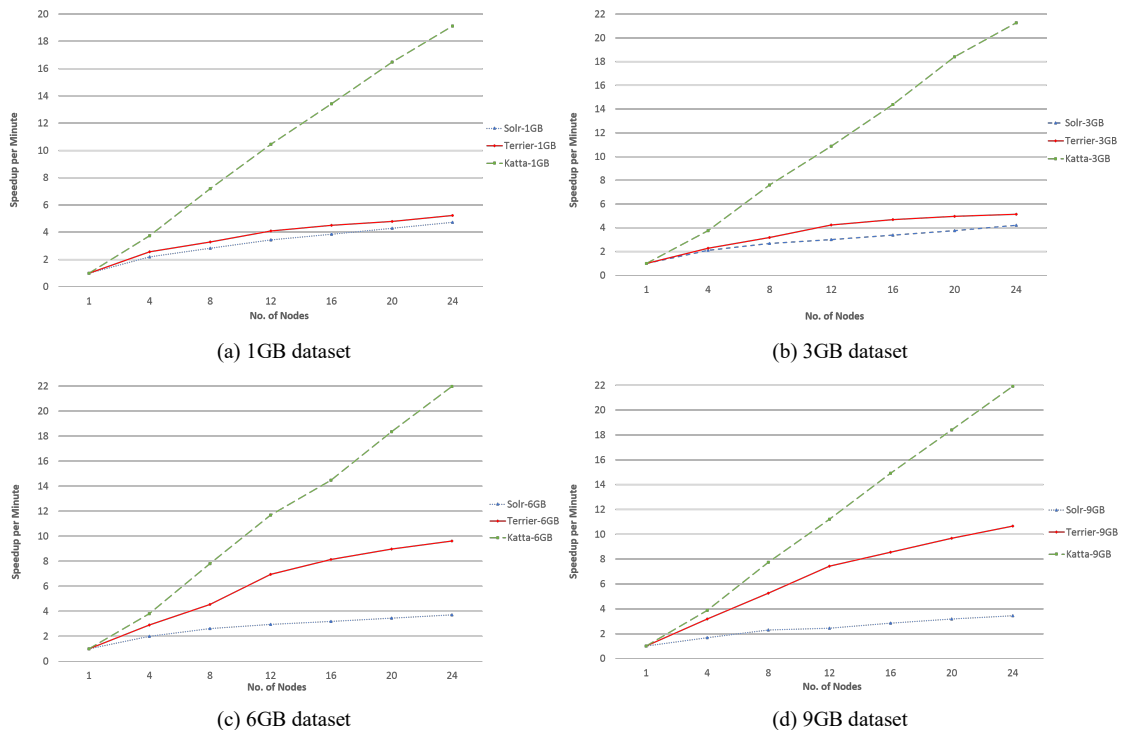 20
18
16
14
12
10
8
6
4
2
0
Speedup per Minute
1 4 8 12 16 20 24
No. of Nodes
Solr-1GB
Terrier-1GB
Katta-1GB
(a) 1GB dataset
22
20
18
16
14
12
10
8
6
4
2
0
Speedup per Minute
1 4 8 12 16 20 24
No. of Nodes
Solr-3GB
Terrier-3GB
Katta-3GB
(b) 3GB dataset
22
20
18
16
14
12
10
8
6
4
2
0
Speedup per Minute
1 4 8 12 16 20 24
No. of Nodes
Solr-6GB
Terrier-6GB
Katta-6GB
(c) 6GB dataset
22
20
18
16
14
12
10
8
6
4
2
0
Speedup per Minute
1 4 8 12 16 20 24
No. of Nodes
Solr-9GB
Terrier-9GB
Katta-9GB
(d) 9GB dataset